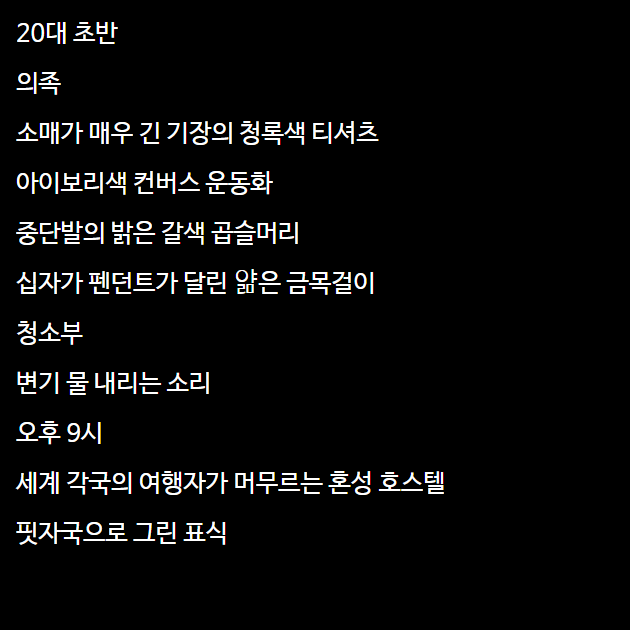 20대 초반
의족
소매가 매우 긴 기장의 청록색 티셔츠
아이보리색 컨버스 운동화
중단발의 밝은 갈색 곱슬머리
십자가 펜던트가 달린 얇은 금목걸이
청소부
변기 물 내리는 소리
오후 9시
세계 각국의 여행자가 머무르는 혼성 호스텔
핏자국으로 그린 표식